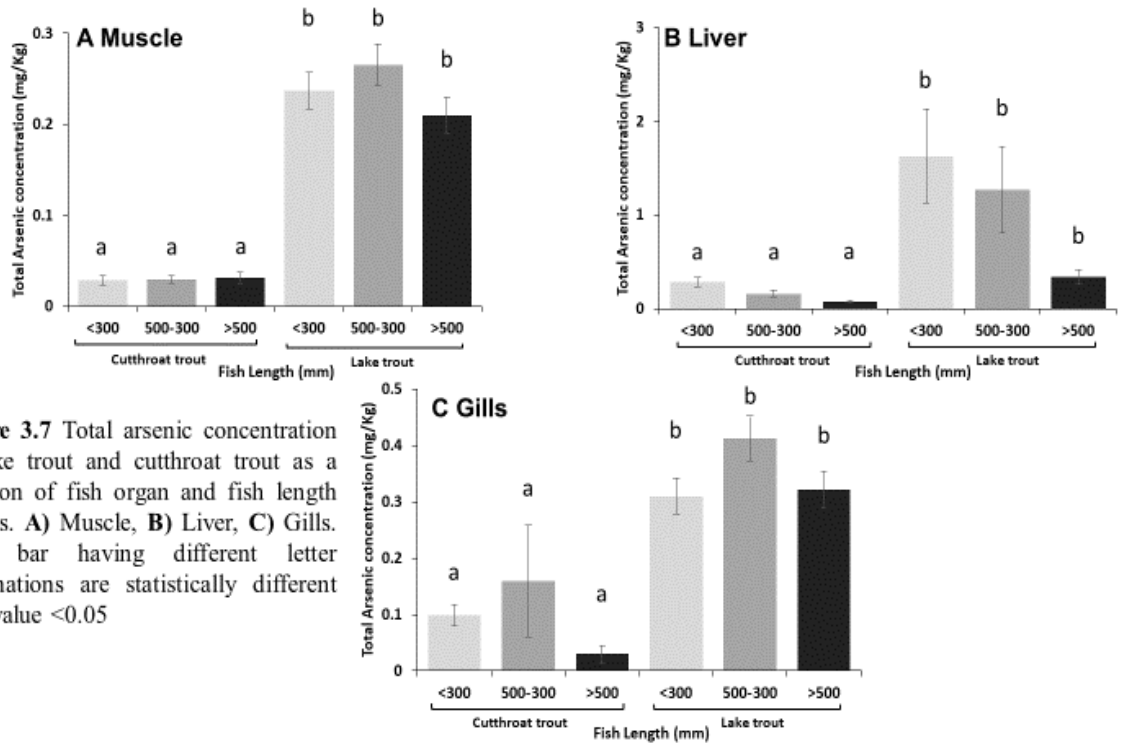 A Muscle
Total Arsenic concentration (mg/Kg)
0.3
0.2
0.1
0
a a a b b b
<300 500-300 >500 <300 500-300 >500
Cutthroat trout Lake trout
Fish Length (mm)
B Liver
Total Arsenic concentration (mg/Kg)
3
2
1
0
a a a b b b
<300 500-300 >500 <300 500-300 >500
Cutthroat trout Lake trout
Fish Length (mm)
C Gills
Total Arsenic concentration (mg/Kg)
0.5
0.4
0.3
0.2
0.1
0
a a a b b b
<300 500-300 >500 <300 500-300 >500
Cutthroat trout Lake trout
Fish Length (mm)
3.7 Total arsenic concentration
trout and cutthroat trout as a
of fish organ and fish length
A) Muscle, B) Liver, C) Gills.
bar having different letter
are statistically different
<0.05